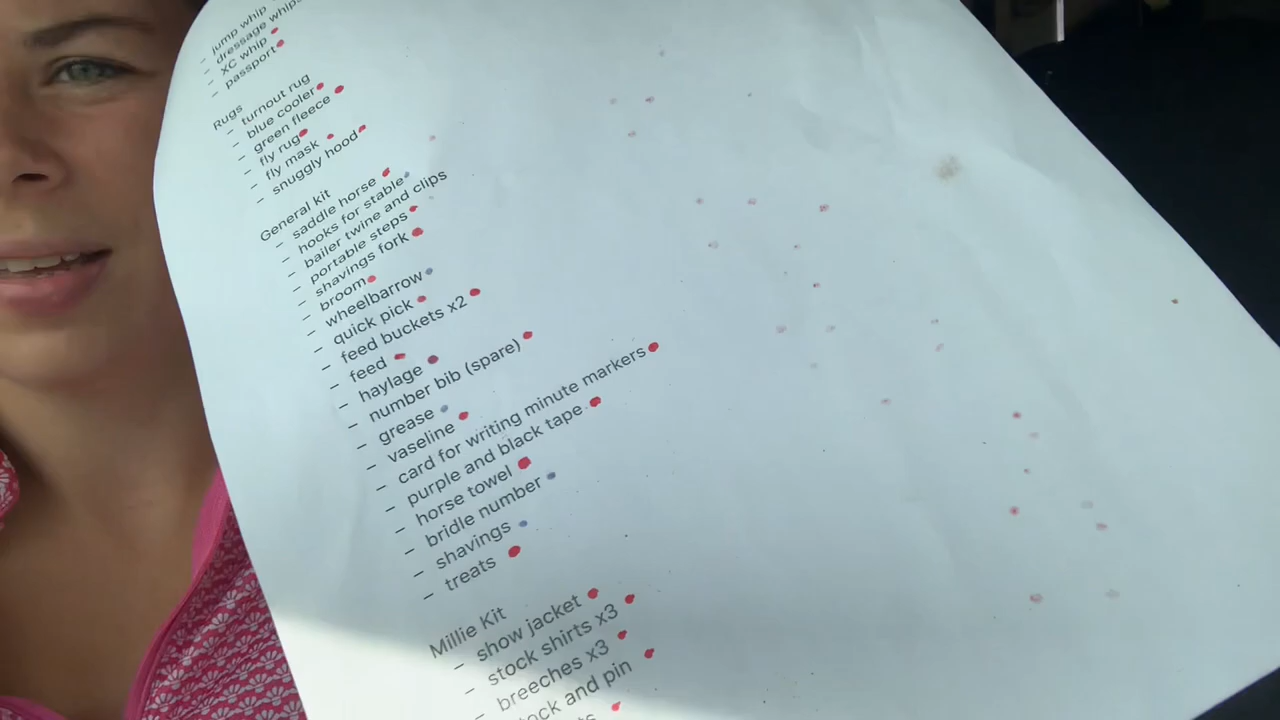 - jump whip
- dressage whips
- XC whip
- passport
Rugs
- turnout rug
- blue cooler
- green fleece
- fly rug
- fly mask
- snuggly hood
General kit
- saddle horse
- hooks for stable
- bailer twine and clips
- portable steps
- shavings fork
- broom
- wheelbarrow
- quick pick
- feed buckets x2
- feed
- haylage
- number bib (spare)
- grease
- vaseline
- card for writing minute markers
- purple and black tape
- horse towel
- bridle number
- shavings
- treats
Millie Kit
- show jacket
- stock shirts x3
- breeches x3
and pin